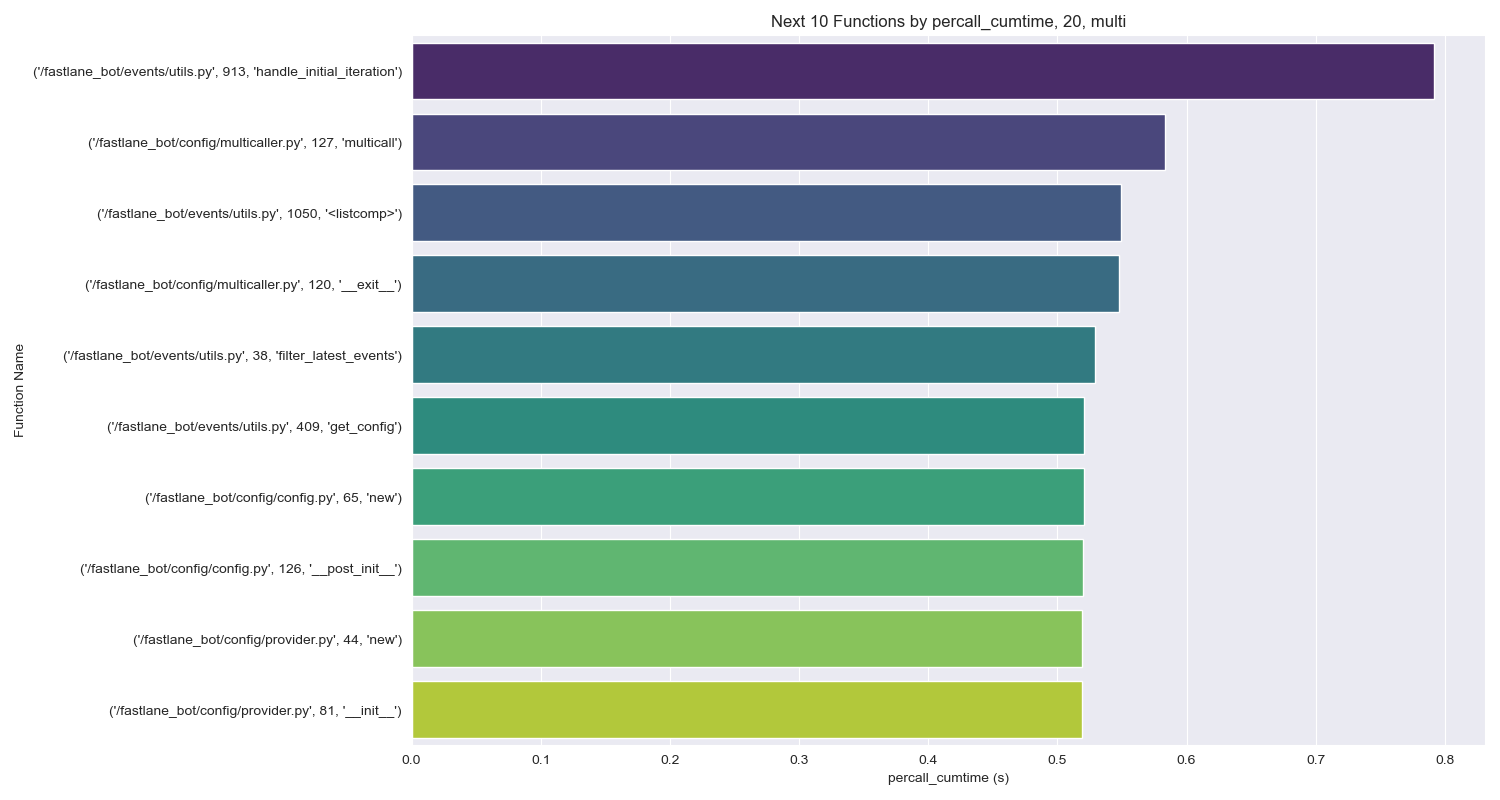 Next 10 Functions by percall_cumtime, 20, multi
Function Name
('/fastlane_bot/events/utils.py', 913, 'handle_initial_iteration')
('/fastlane_bot/config/multicaller.py', 127, 'multicall')
('/fastlane_bot/events/utils.py', 1050, '<listcomp>')
('/fastlane_bot/config/multicaller.py', 120, '__exit__')
('/fastlane_bot/events/utils.py', 38, 'filter_latest_events')
('/fastlane_bot/events/utils.py', 409, 'get_config')
('/fastlane_bot/config/config.py', 65, 'new')
('/fastlane_bot/config/config.py', 126, '__post_init__')
('/fastlane_bot/config/provider.py', 44, 'new')
('/fastlane_bot/config/provider.py', 81, '__init__')
0.0 0.1 0.2 0.3 0.4 0.5 0.6 0.7 0.8
percall_cumtime (s)